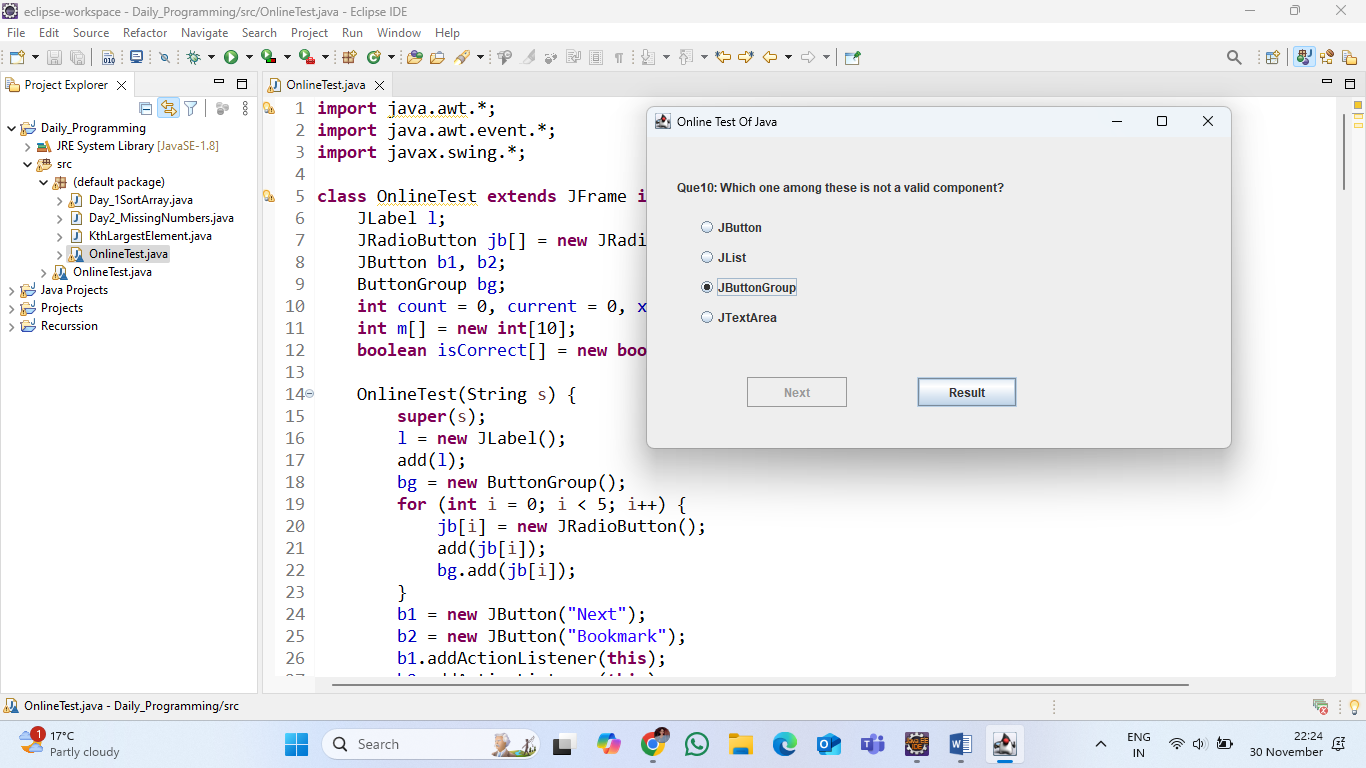 eclipse-workspace - Daily_Programming/src/OnlineTest.java - Eclipse IDE
File Edit Source Refactor Navigate Search Project Run Window Help
Project Explorer
Daily_Programming
JRE System Library [JavaSE-1.8]
src
(default package)
Day_1SortArray.java
Day2_MissingNumbers.java
KthLargestElement.java
OnlineTest.java
OnlineTest.java
Java Projects
Projects
Recurssion
OnlineTest.java
1 import java.awt.*;
2 import java.awt.event.*;
3 import javax.swing.*;
4
5 class OnlineTest extends JFrame
6 JLabel l;
7 JRadioButton jb[] = new
8 JButton b1, b2;
9 ButtonGroup bg;
10 int count = 0, current = 0, x
11 int m[] = new int[10];
12 boolean isCorrect[] = new
13
14 OnlineTest(String s) {
15 super(s);
16 l = new JLabel();
17 add(l);
18 bg = new ButtonGroup();
19 for (int i = 0; i < 5; i++) {
20 jb[i] = new JRadioButton();
21 add(jb[i]);
22 bg.add(jb[i]);
23 }
24 b1 = new JButton("Next");
25 b2 = new JButton("Bookmark");
26 b1.addActionListener(this);
Online Test Of Java
Que10: Which one among these is not a valid component?
JButton
JList
JButtonGroup
JTextArea
Next Result
OnlineTest.java - Daily_Programming/src
1
17°C
Partly cloudy
Search
ENG
IN
22:24
30 November